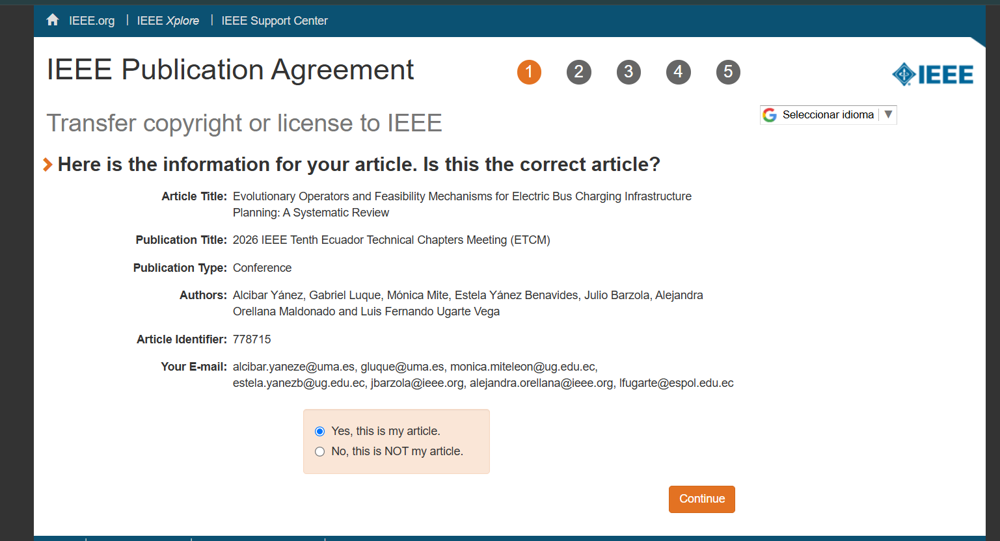 IEEE.org | IEEE Xplore | IEEE Support Center
IEEE Publication Agreement
1 2 3 4 5
IEEE
Transfer copyright or license to IEEE
Seleccionar idioma ▼
Here is the information for your article. Is this the correct article?
Article Title: Evolutionary Operators and Feasibility Mechanisms for Electric Bus Charging Infrastructure
Planning: A Systematic Review
Publication Title: 2026 IEEE Tenth Ecuador Technical Chapters Meeting (ETCM)
Publication Type: Conference
Authors: Alcibar Yánez, Gabriel Luque, Mónica Mite, Estela Yánez Benavides, Julio Barzola, Alejandra
Orellana Maldonado and Luis Fernando Ugarte Vega
Article Identifier: 778715
Your E-mail: alcibar.yaneze@uma.es, gluque@uma.es, monica.miteleon@ug.edu.ec,
estela.yanezb@ug.edu.ec, jbarzola@ieee.org, alejandra.orellana@ieee.org, lfugarte@espol.edu.ec
Yes, this is my article.
No, this is NOT my article.
Continue